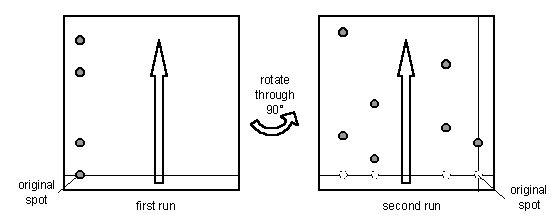 rotate
through
90°
original
spot
first run
second run
original
spot